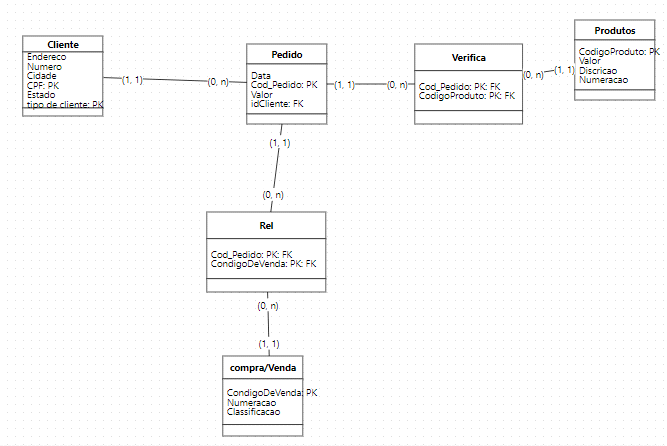 Cliente
Endereco
Numero
Cidade
CPF: PK
Estado
tipo de cliente: PK
(1, 1)
(0, n)
Pedido
Data
Cod_Pedido: PK
Valor
idCliente: FK
(1, 1)
(0, n)
Verifica
Cod_Pedido: PK: FK
CodigoProduto: PK: FK
(0, n)
(1, 1)
Produtos
CodigoProduto: PK
Valor
Discricao
Numeracao
(1, 1)
(0, n)
Rel
Cod_Pedido: PK: FK
CondigoDeVenda: PK: FK
(0, n)
(1, 1)
compra/Venda
CondigoDeVenda: PK
Numeracao
Classificacao